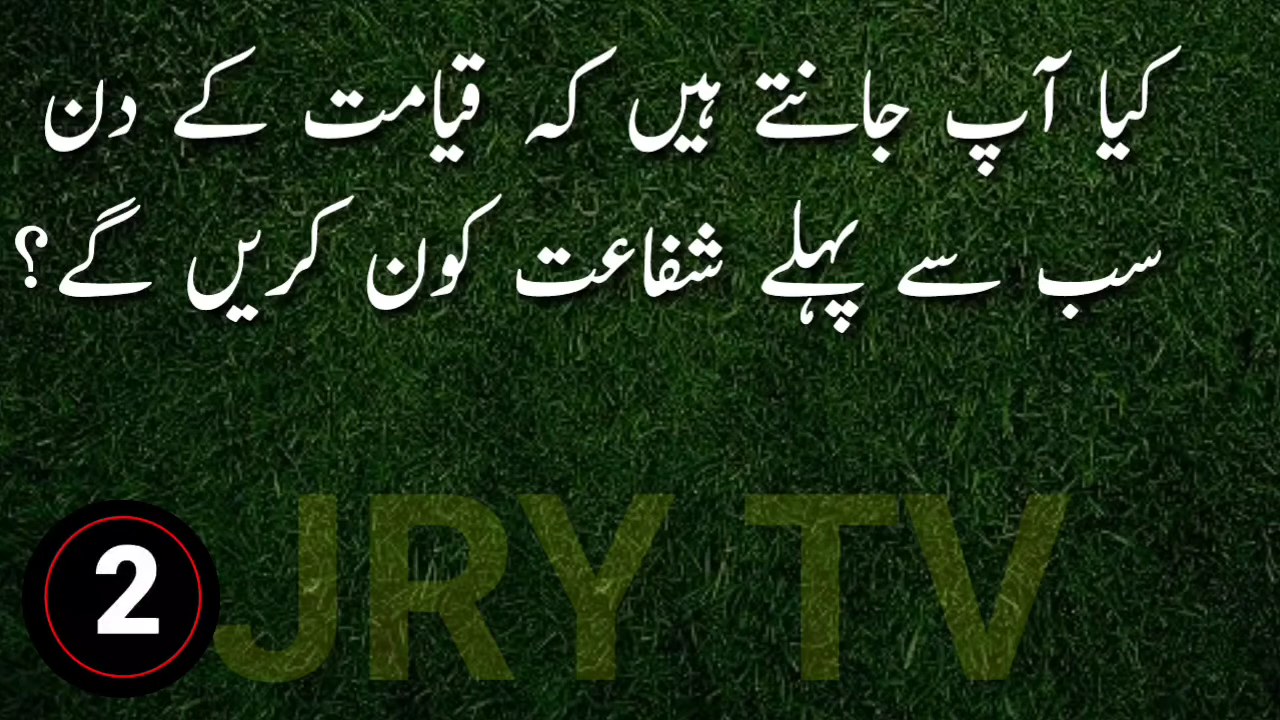 کیا آپ جانتے ہیں کہ قیامت کے دن
سب سے پہلے شفاعت کون کریں گے؟
JRY TV
2